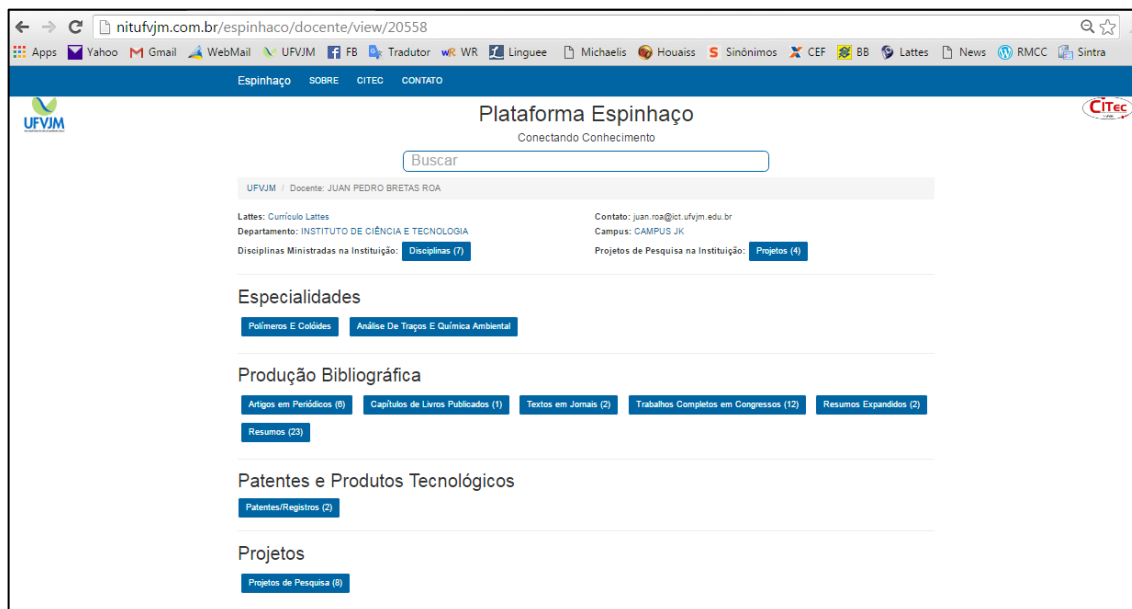 nitufvjm.com.br/espinhaco/docente/view/20558
Apps Yahoo Gmail WebMail UFVJM FB Tradutor WR Linguee Michaelis Houaiss Sinônimos CEF BB Lattes News RMCC Sintra
Espinhaço SOBRE CITEC CONTATO
UFVJM
Plataforma Espinhaço
CiTec
Conectando Conhecimento
Buscar
UFVJM / Docente: JUAN PEDRO BRETAS ROA
Lattes: Currículo Lattes Contato: juan.roa@ict.ufvjm.edu.br
Departamento: INSTITUTO DE CIÊNCIA E TECNOLOGIA Campus: CAMPUS JK
Disciplinas Ministradas na Instituição: Disciplinas (7) Projetos de Pesquisa na Instituição: Projetos (4)
Especialidades
Polímeros E Colóides Análise De Traços E Química Ambiental
Produção Bibliográfica
Artigos em Periódicos (6) Capítulos de Livros Publicados (1) Textos em Jornais (2) Trabalhos Completos em Congressos (12) Resumos Expandidos (2)
Resumos (23)
Patentes e Produtos Tecnológicos
Patentes/Registros (2)
Projetos
Projetos de Pesquisa (8)